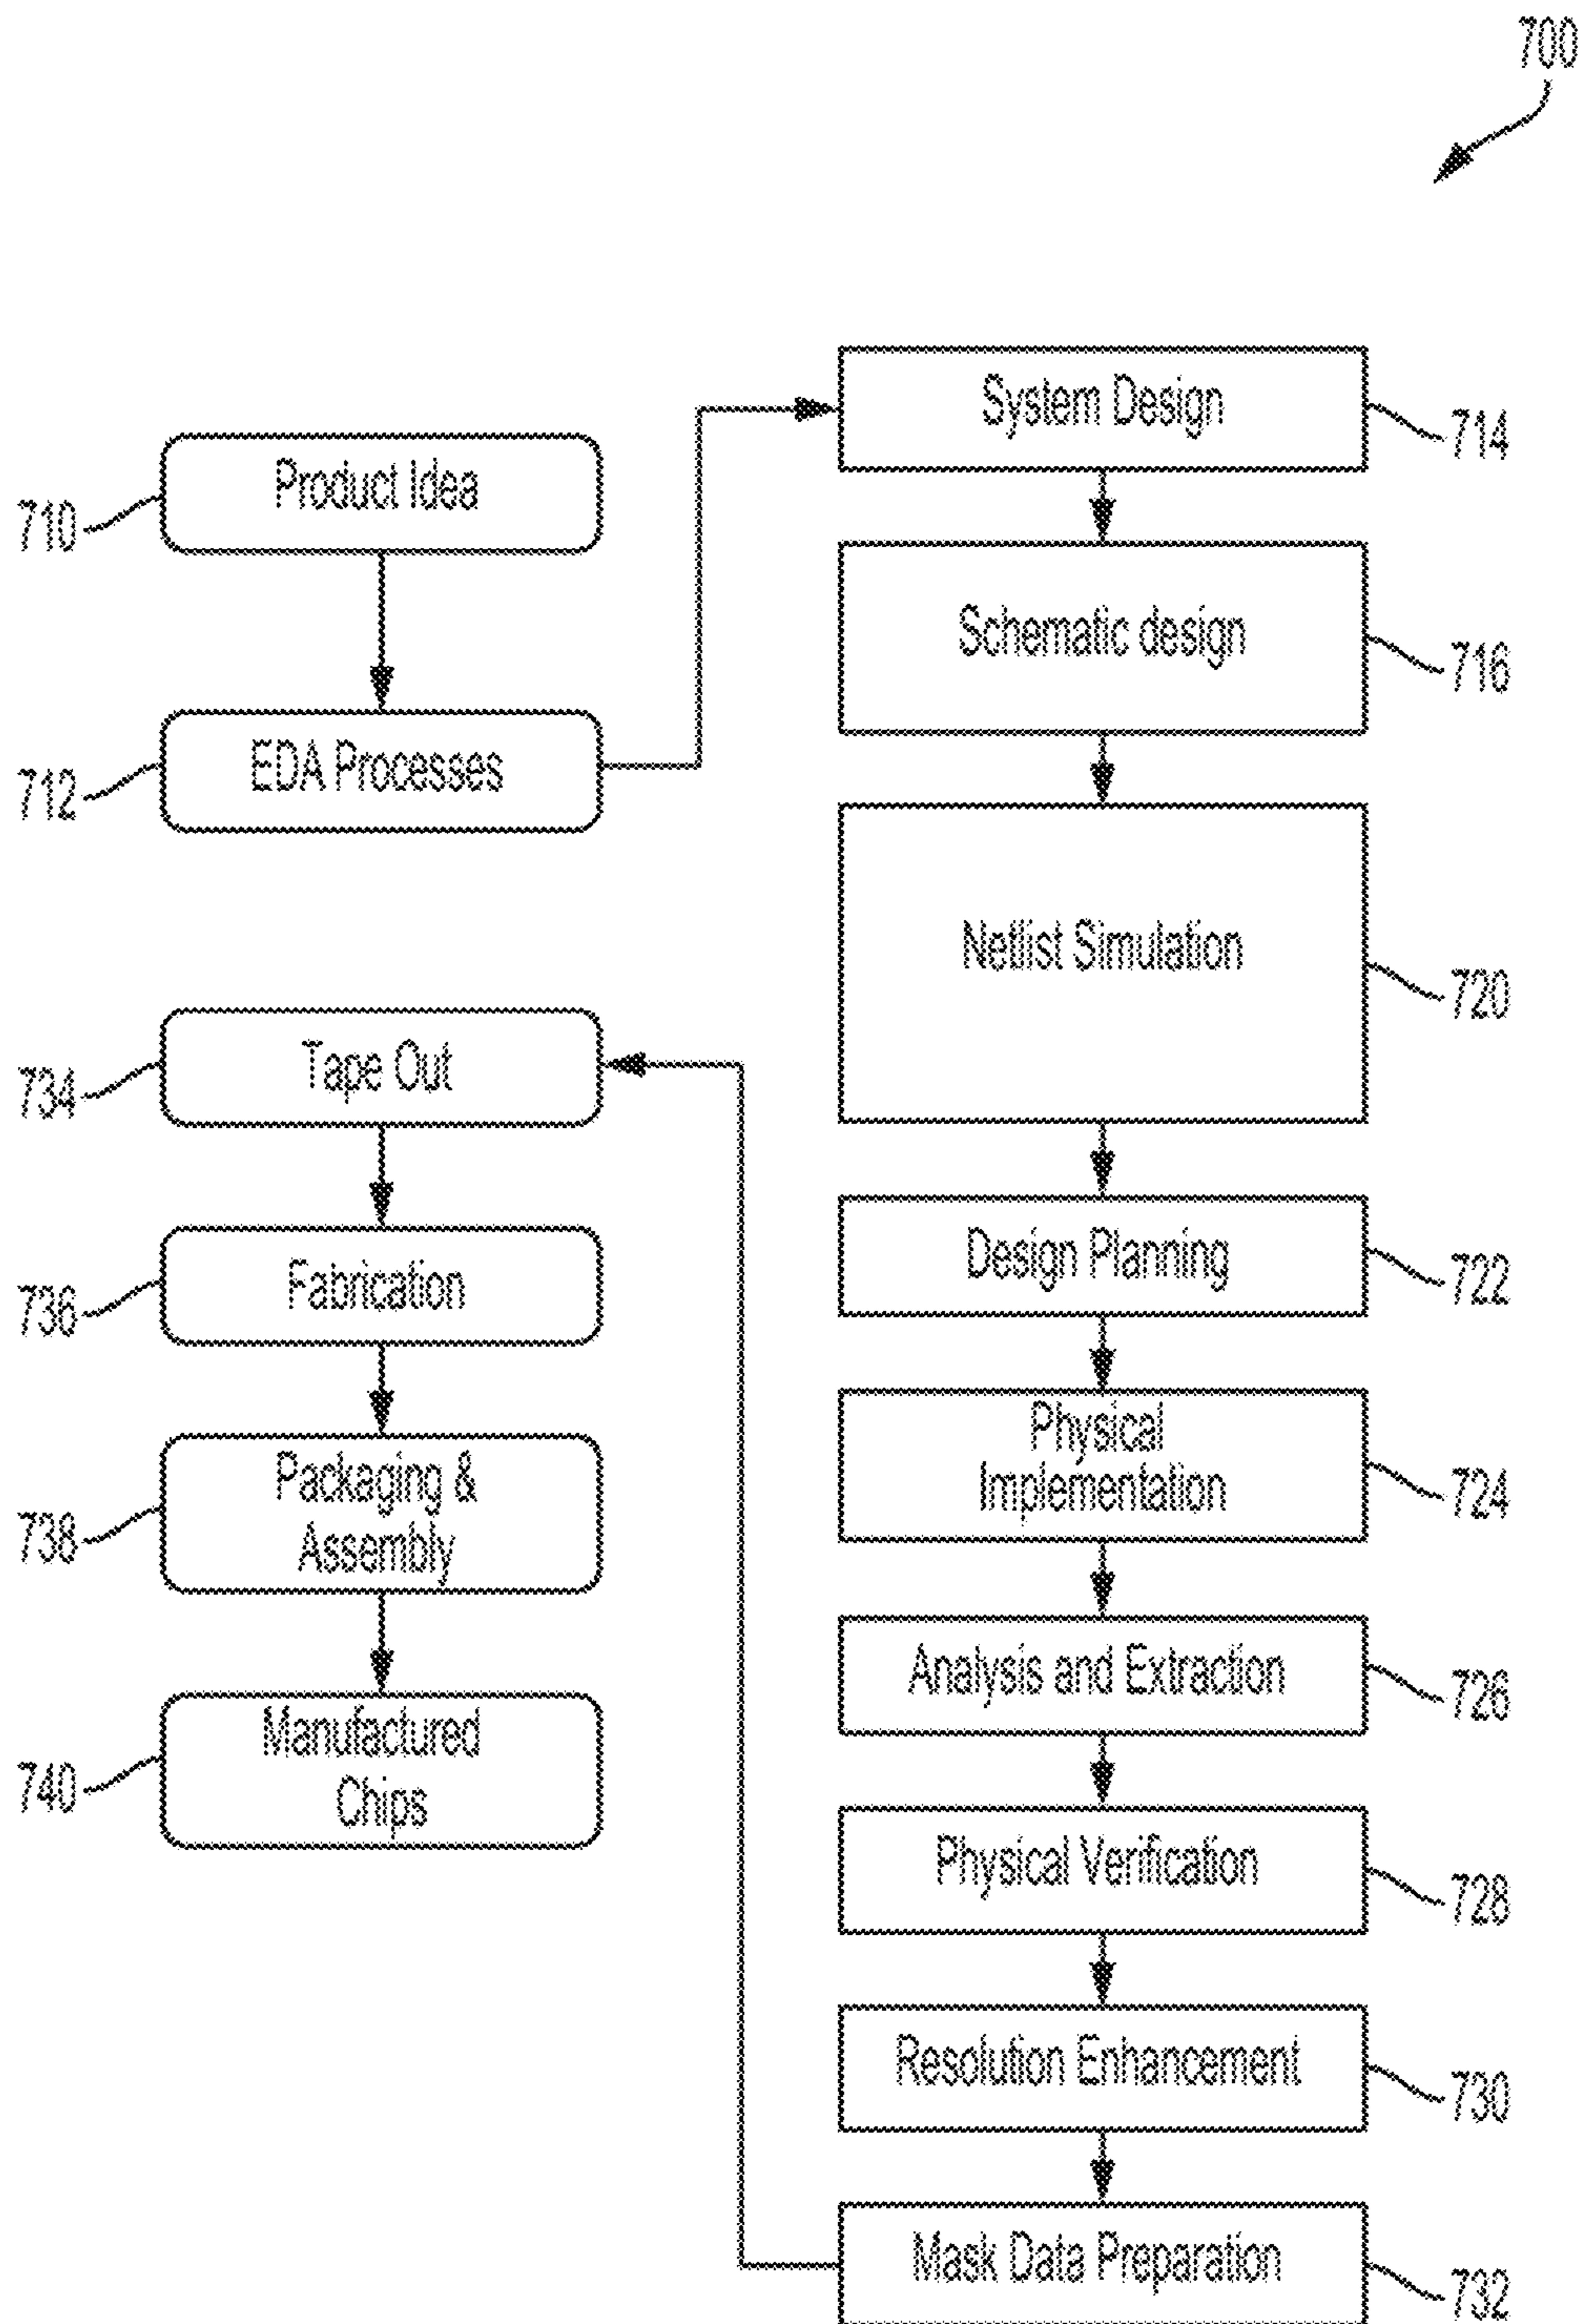 700
Product Idea
710
EDA Processes
712
System Design
714
Schematic design
716
Netlist Simulation
720
Design Planning
722
Physical
Implementation
724
Analysis and Extraction
726
Physical Verification
728
Resolution Enhancement
730
Mask Data Preparation
732
Tape Out
734
Fabrication
736
Packaging &
Assembly
738
Manufactured
Chips
740